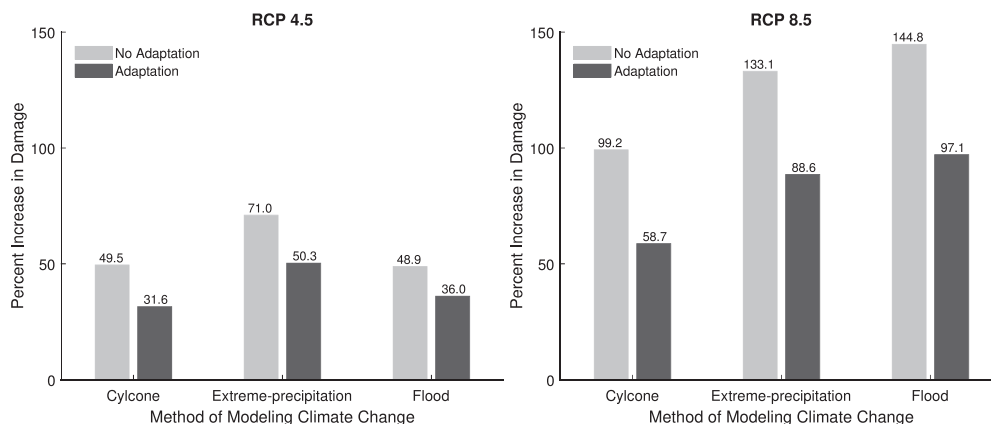 RCP 4.5
150
100
50
0
Percent Increase in Damage
No Adaptation
Adaptation
49.5
31.6
71.0
50.3
48.9
36.0
Cylcone
Extreme-precipitation
Flood
Method of Modeling Climate Change
RCP 8.5
150
100
50
0
Percent Increase in Damage
No Adaptation
Adaptation
99.2
58.7
133.1
88.6
144.8
97.1
Cylcone
Extreme-precipitation
Flood
Method of Modeling Climate Change